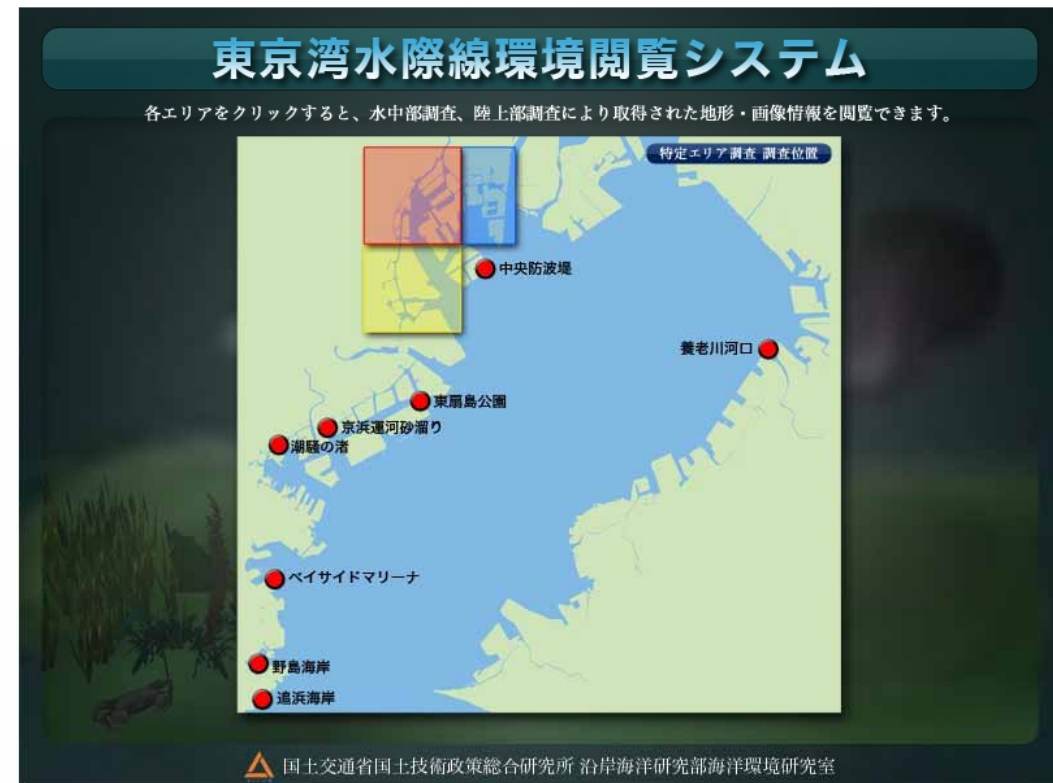 東京湾水際線環境閲覧システム
各エリアをクリックすると、水中部調査、陸上部調査により取得された地形・画像情報を閲覧できます。
特定エリア調査 調査位置
中央防波堤
養老川河口
東扇島公園
京浜運河砂溜り
潮騒の渚
ベイサイドマリーナ
野島海岸
追浜海岸
国土交通省国土技術政策総合研究所 沿岸海洋研究部海洋環境研究室